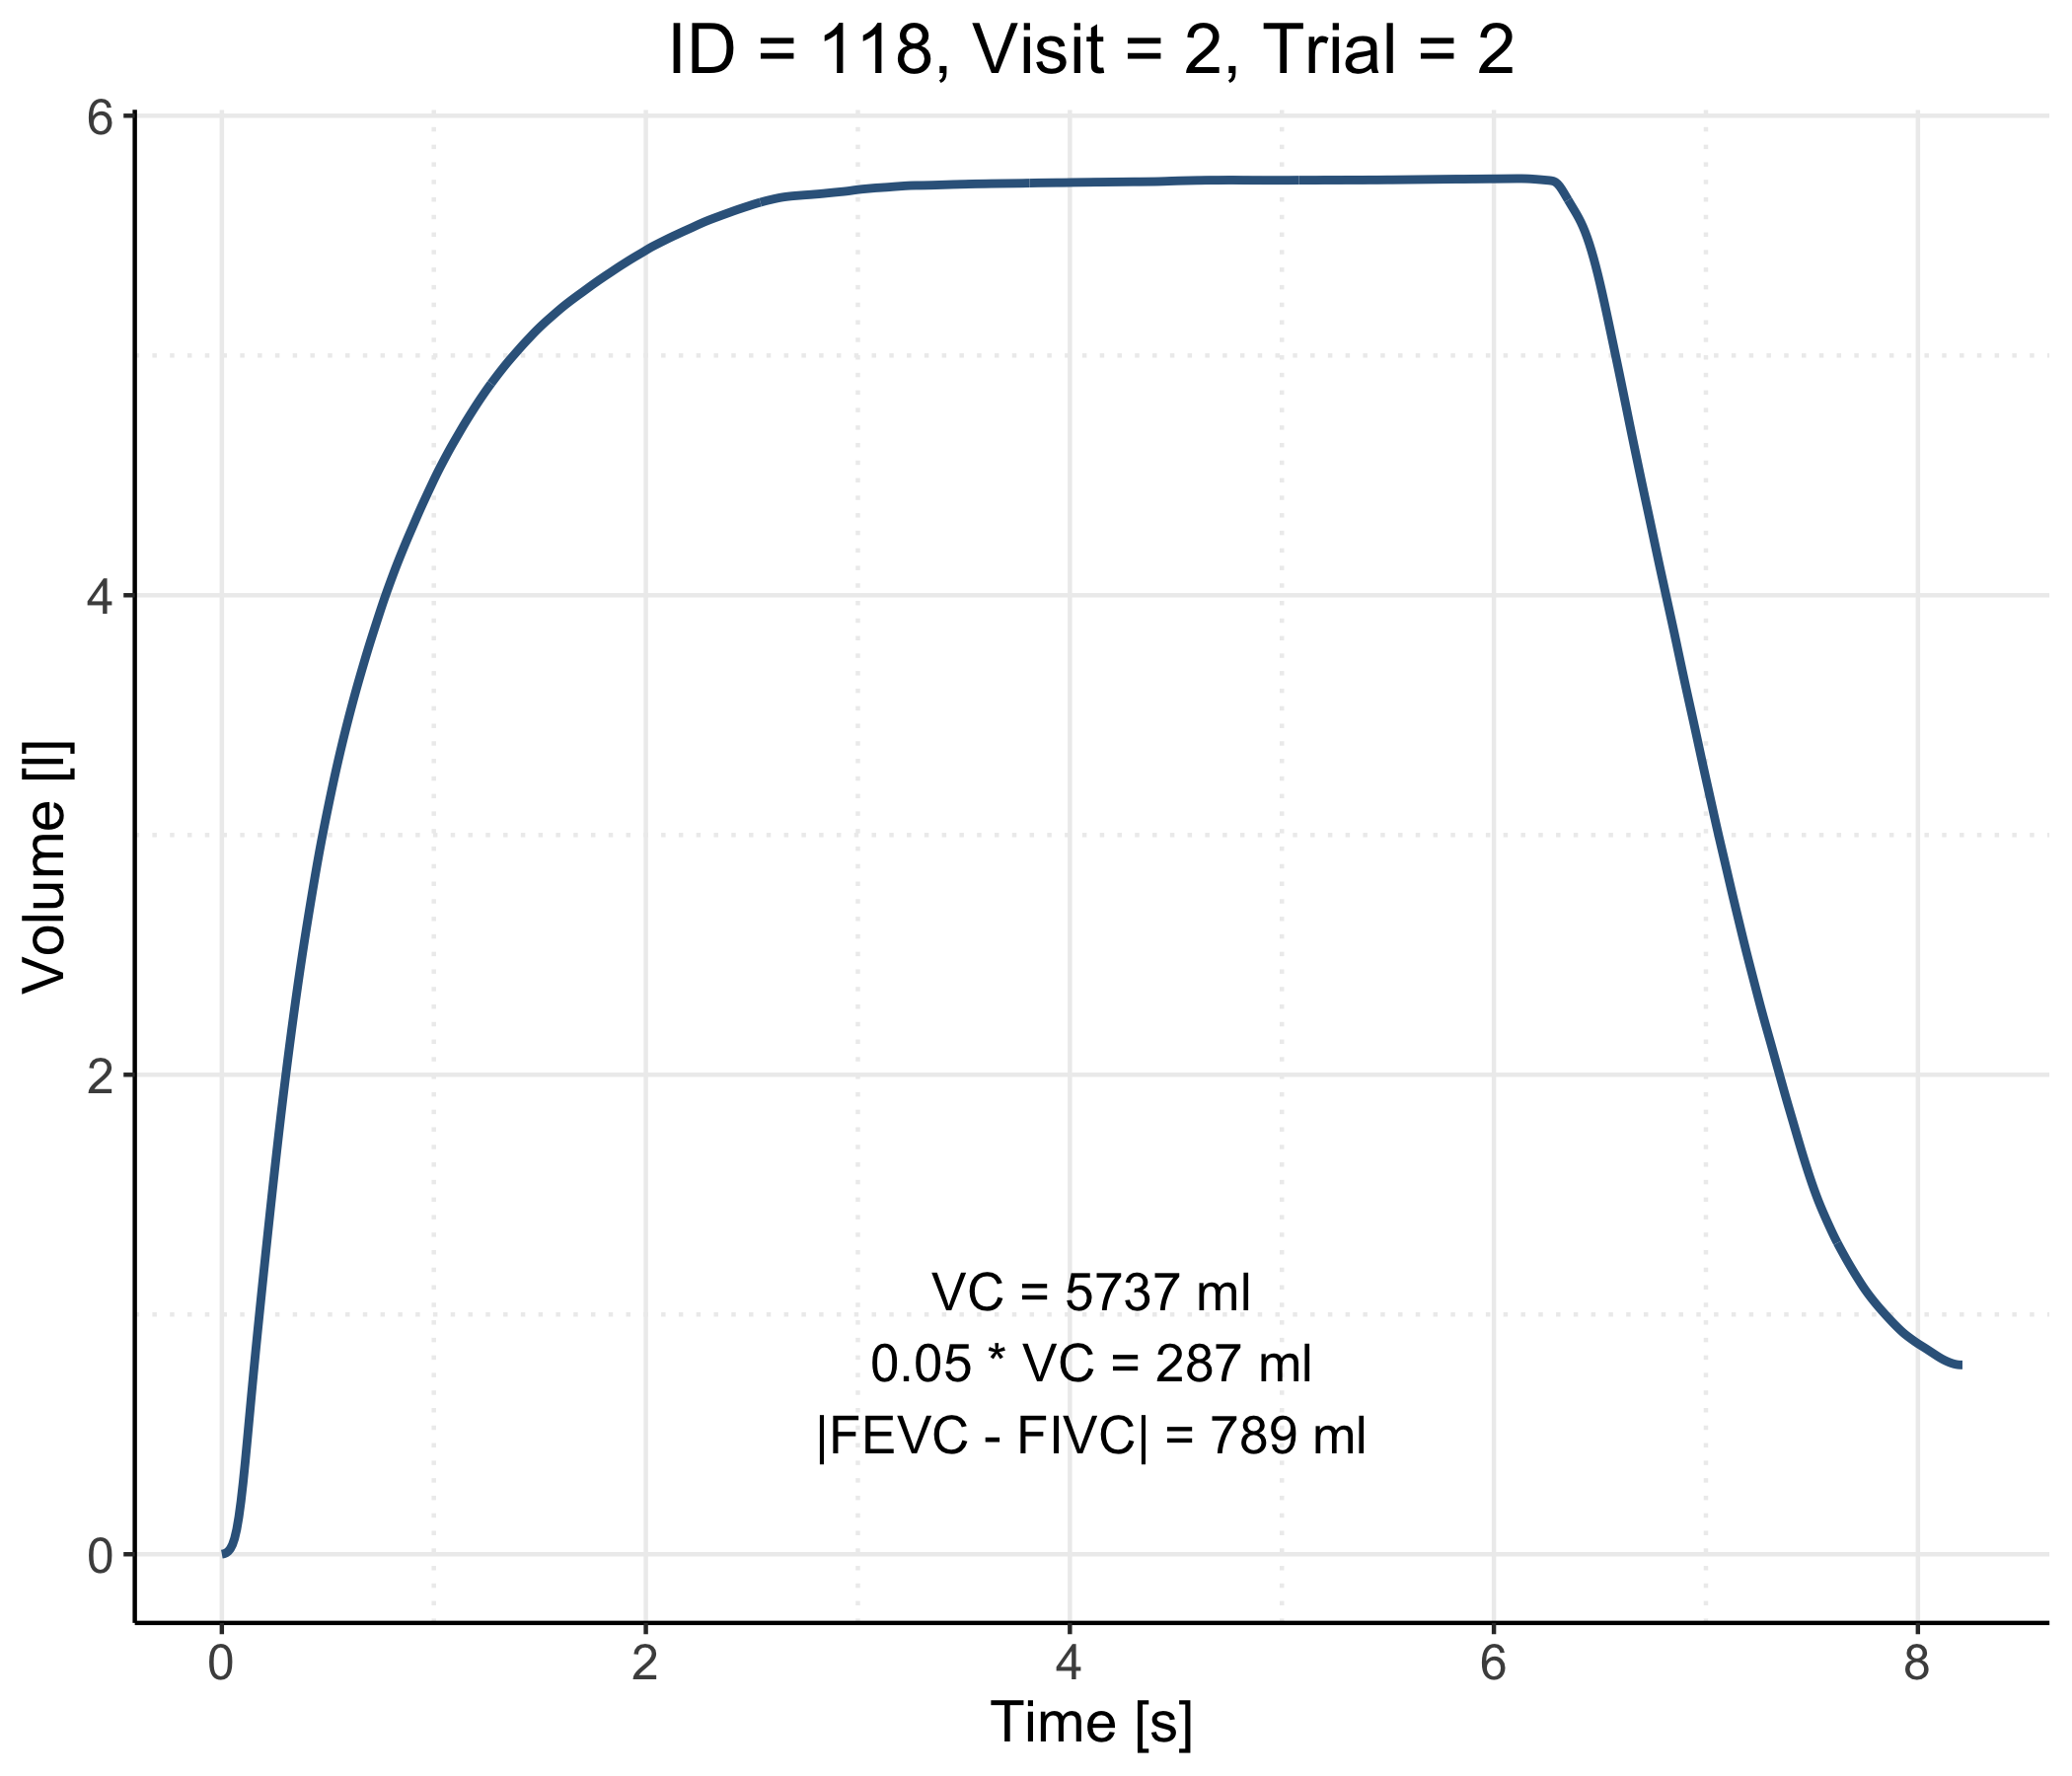 ID = 118, Visit = 2, Trial = 2
6
4
2
0
Volume [l]
VC = 5737 ml
0.05 * VC = 287 ml
|FEVC - FIVC| = 789 ml
0 2 4 6 8
Time [s]